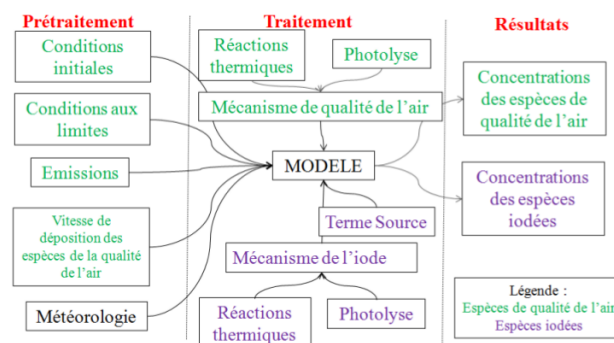 Prétraitement
Conditions
initiales
Conditions aux
limites
Emissions
Vitesse de
déposition des
espèces de la qualité
de l'air
Météorologie
Traitement
Réactions
thermiques
Photolyse
Mécanisme de qualité de l'air
MODELE
Terme Source
Mécanisme de l'iode
Réactions
thermiques
Photolyse
Résultats
Concentrations
des espèces de
qualité de l'air
Concentrations
des espèces
iodées
Légende :
Espèces de qualité de l'air
Espèces iodées